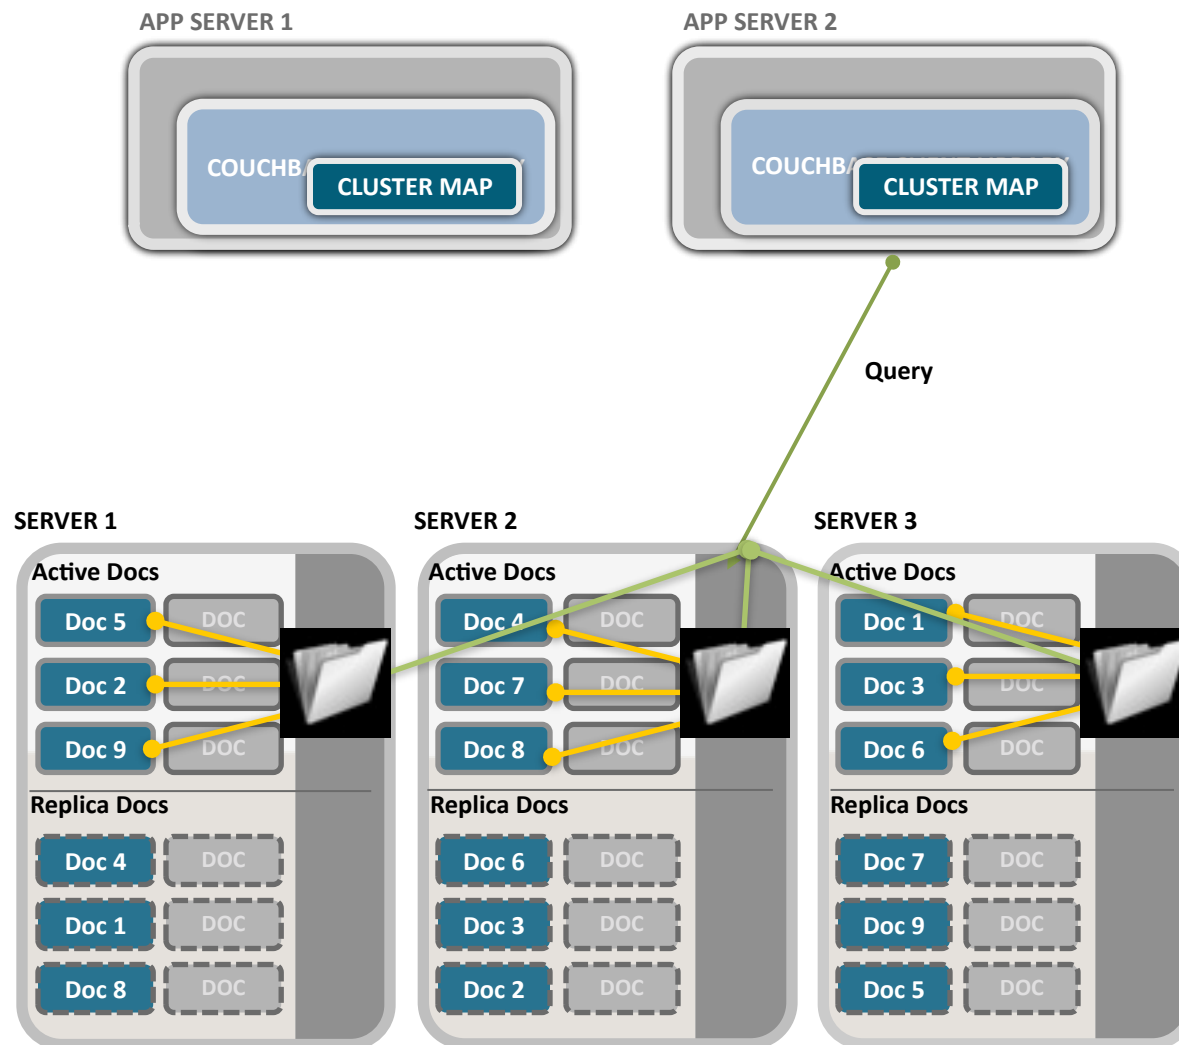 APP SERVER 1
APP SERVER 2
CLUSTER MAP
CLUSTER MAP
Query
SERVER 1
SERVER 2
SERVER 3
Active Docs
Doc 5 DOC
Doc 2 DOC
Doc 9 DOC
Replica Docs
Doc 4 DOC
Doc 1 DOC
Doc 8 DOC
Active Docs
Doc 4 DOC
Doc 7 DOC
Doc 8 DOC
Replica Docs
Doc 6 DOC
Doc 3 DOC
Doc 2 DOC
Active Docs
Doc 1 DOC
Doc 3 DOC
Doc 6 DOC
Replica Docs
Doc 7 DOC
Doc 9 DOC
Doc 5 DOC